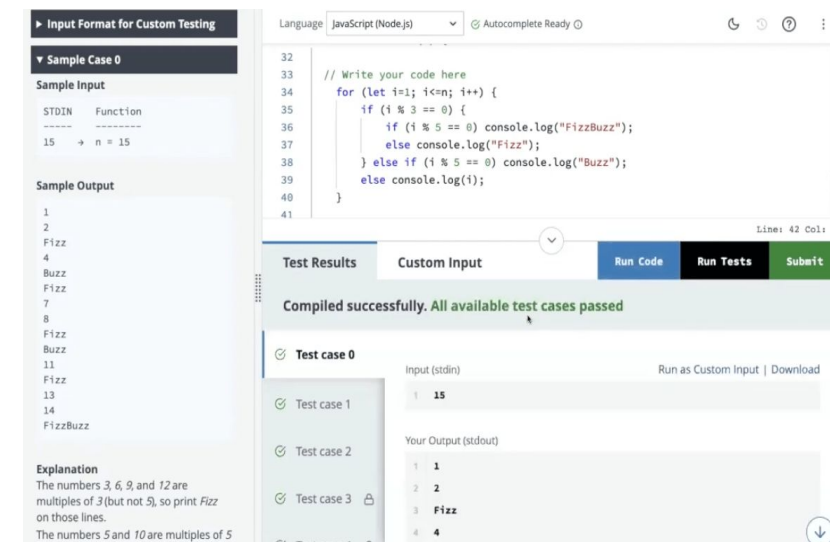 ▶ Input Format for Custom Testing
▼ Sample Case 0
Sample Input
STDIN Function
----- --------
15 → n = 15
Sample Output
1
2
Fizz
4
Buzz
Fizz
7
8
Fizz
Buzz
11
Fizz
13
14
FizzBuzz
Explanation
The numbers 3, 6, 9, and 12 are
multiples of 3 (but not 5), so print Fizz
on those lines.
The numbers 5 and 10 are multiples of 5
Language JavaScript (Node.js) Autocomplete Ready
32
33 // Write your code here
34 for (let i=1; i<=n; i++) {
35 if (i % 3 == 0) {
36 if (i % 5 == 0) console.log("FizzBuzz");
37 else console.log("Fizz");
38 } else if (i % 5 == 0) console.log("Buzz");
39 else console.log(i);
40 }
41
Line: 42 Col:
Test Results Custom Input Run Code Run Tests Submit
Compiled successfully. All available test cases passed
Test case 0
Test case 1
Test case 2
Test case 3
Input (stdin) Run as Custom Input | Download
1 15
Your Output (stdout)
1 1
2 2
3 Fizz
4 4